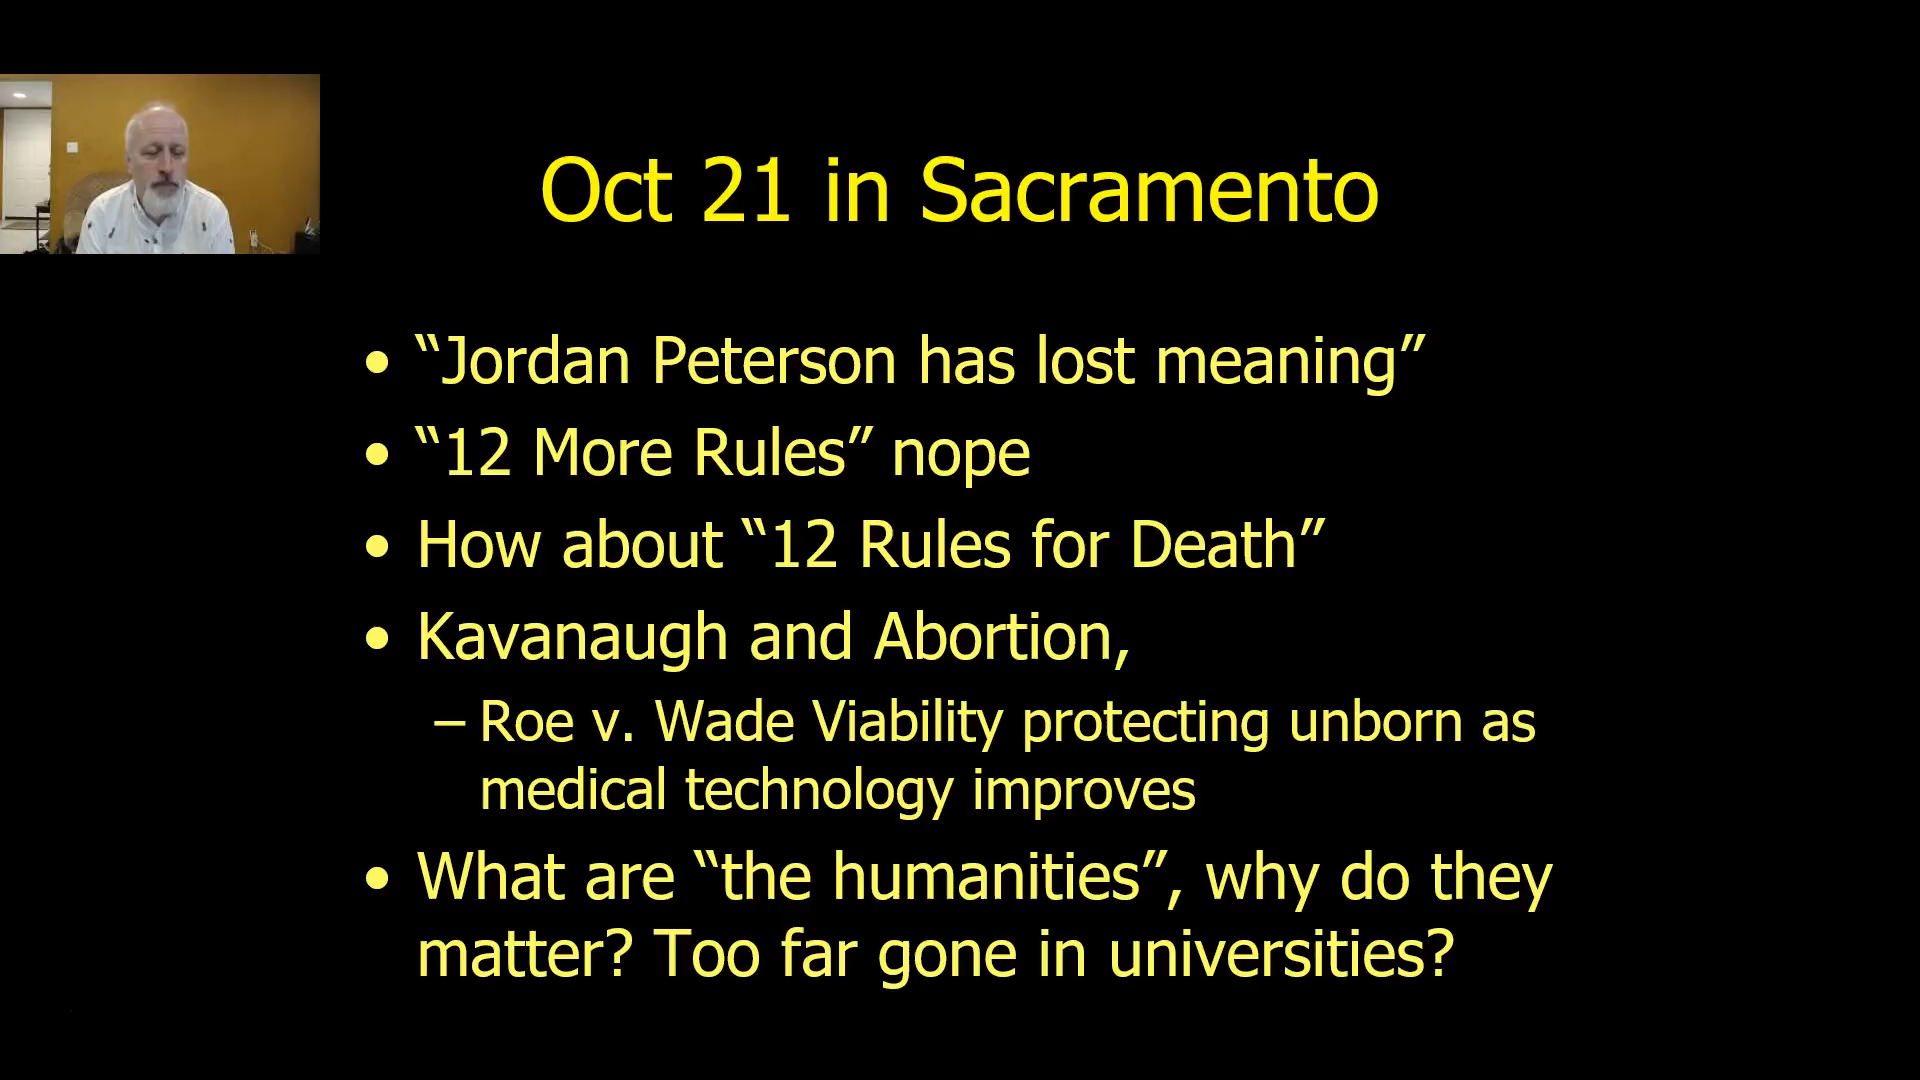 Oct 21 in Sacramento
• “Jordan Peterson has lost meaning”
• “12 More Rules” nope
• How about “12 Rules for Death”
• Kavanaugh and Abortion,
– Roe v. Wade Viability protecting unborn as
medical technology improves
• What are “the humanities”, why do they
matter? Too far gone in universities?